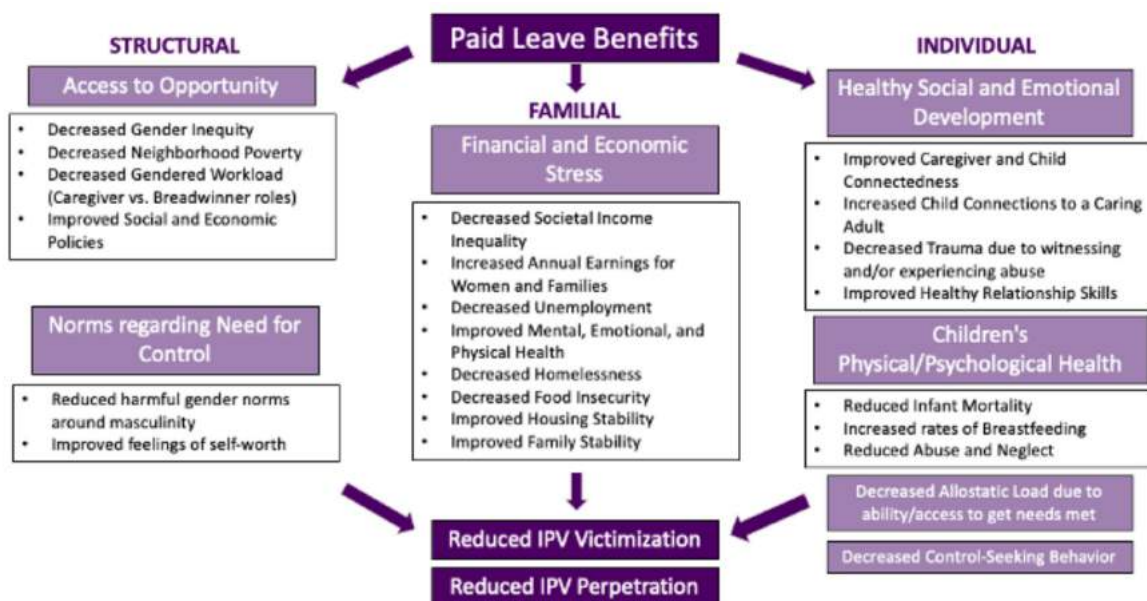 Paid Leave Benefits
STRUCTURAL
Access to Opportunity
• Decreased Gender Inequity
• Decreased Neighborhood Poverty
• Decreased Gendered Workload
(Caregiver vs. Breadwinner roles)
• Improved Social and Economic
Policies
Norms regarding Need for
Control
• Reduced harmful gender norms
around masculinity
• Improved feelings of self-worth
FAMILIAL
Financial and Economic
Stress
• Decreased Societal Income
Inequality
• Increased Annual Earnings for
Women and Families
• Decreased Unemployment
• Improved Mental, Emotional, and
Physical Health
• Decreased Homelessness
• Decreased Food Insecurity
• Improved Housing Stability
• Improved Family Stability
INDIVIDUAL
Healthy Social and Emotional
Development
• Improved Caregiver and Child
Connectedness
• Increased Child Connections to a Caring
Adult
• Decreased Trauma due to witnessing
and/or experiencing abuse
• Improved Healthy Relationship Skills
Children's
Physical/Psychological Health
• Reduced Infant Mortality
• Increased rates of Breastfeeding
• Reduced Abuse and Neglect
Decreased Allostatic Load due to
ability/access to get needs met
Decreased Control-Seeking Behavior
Reduced IPV Victimization
Reduced IPV Perpetration